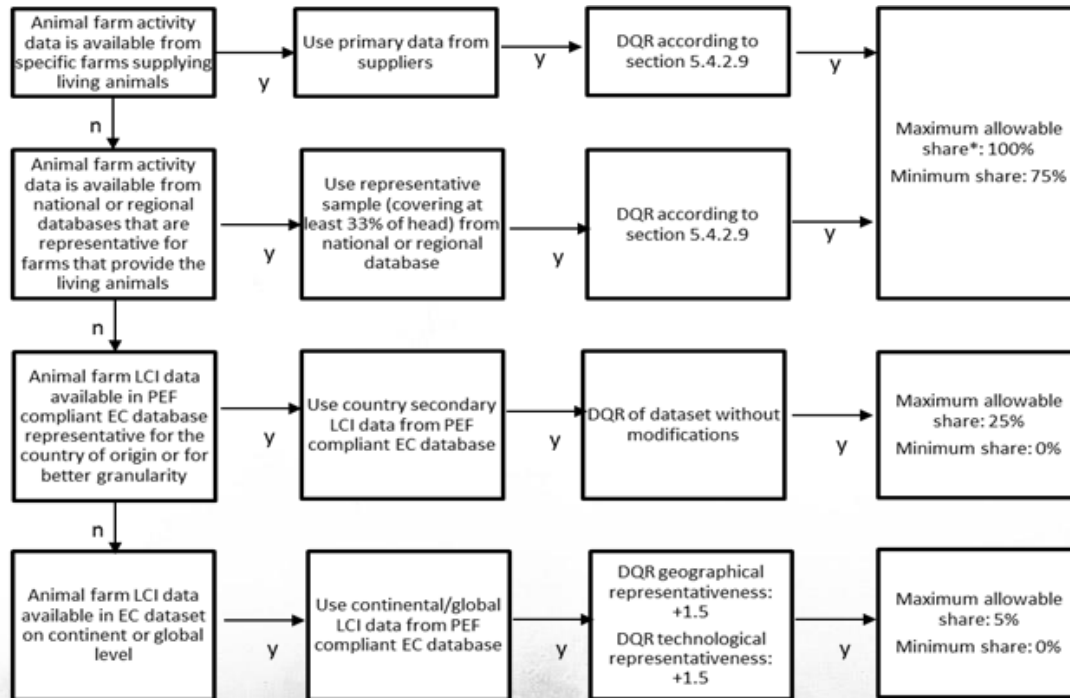 Animal farm activity
data is available from
specific farms supplying
living animals
y
Use primary data from
suppliers
y
DQR according to
section 5.4.2.9
y
Maximum allowable
share*: 100%
Minimum share: 75%
n
Animal farm activity
data is available from
national or regional
databases that are
representative for
farms that provide the
living animals
y
Use representative
sample (covering at
least 33% of head) from
national or regional
database
y
DQR according to
section 5.4.2.9
y
n
Animal farm LCI data
available in PEF
compliant EC database
representative for the
country of origin or for
better granularity
y
Use country secondary
LCI data from PEF
compliant EC database
y
DQR of dataset without
modifications
y
Maximum allowable
share: 25%
Minimum share: 0%
n
Animal farm LCI data
available in EC dataset
on continent or global
level
y
Use continental/global
LCI data from PEF
compliant EC database
y
DQR geographical
representativeness:
+1.5
DQR technological
representativeness:
+1.5
y
Maximum allowable
share: 5%
Minimum share: 0%